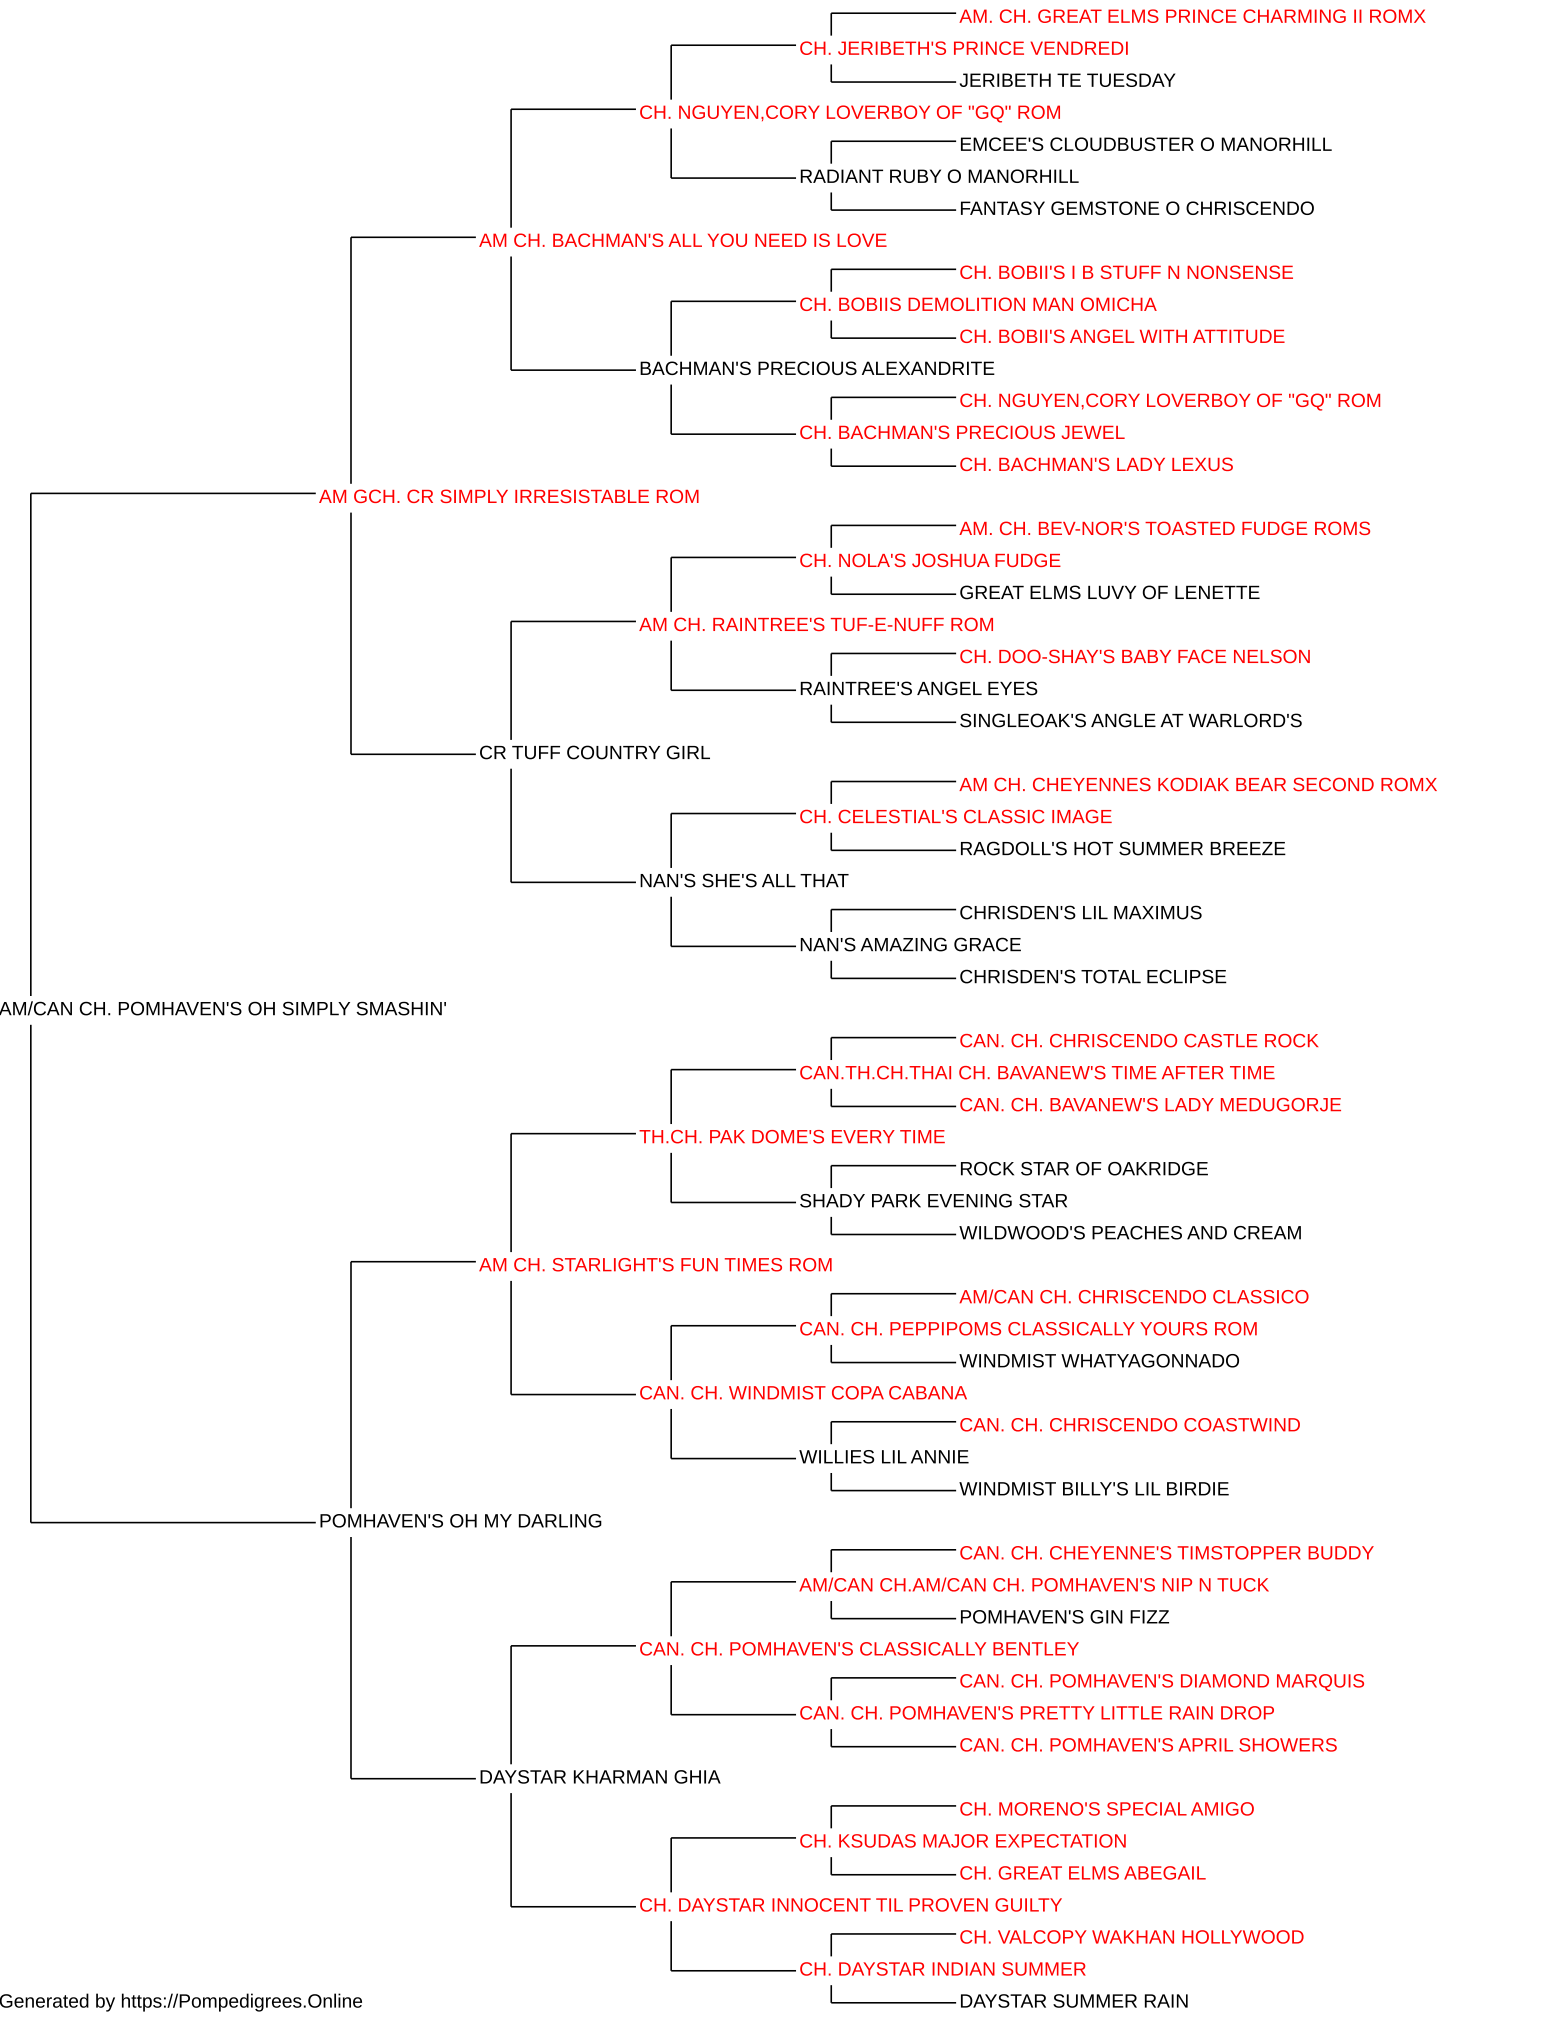 AM. CH. GREAT ELMS PRINCE CHARMING II ROMX
CH. JERIBETH'S PRINCE VENDREDI
JERIBETH TE TUESDAY
CH. NGUYEN,CORY LOVERBOY OF "GQ" ROM
EMCEE'S CLOUDBUSTER O MANORHILL
RADIANT RUBY O MANORHILL
FANTASY GEMSTONE O CHRISCENDO
AM CH. BACHMAN'S ALL YOU NEED IS LOVE
CH. BOBII'S I B STUFF N NONSENSE
CH. BOBIIS DEMOLITION MAN OMICHA
CH. BOBII'S ANGEL WITH ATTITUDE
BACHMAN'S PRECIOUS ALEXANDRITE
CH. NGUYEN,CORY LOVERBOY OF "GQ" ROM
CH. BACHMAN'S PRECIOUS JEWEL
CH. BACHMAN'S LADY LEXUS
AM GCH. CR SIMPLY IRRESISTABLE ROM
AM. CH. BEV-NOR'S TOASTED FUDGE ROMS
CH. NOLA'S JOSHUA FUDGE
GREAT ELMS LUVY OF LENETTE
AM CH. RAINTREE'S TUF-E-NUFF ROM
CH. DOO-SHAY'S BABY FACE NELSON
RAINTREE'S ANGEL EYES
SINGLEOAK'S ANGLE AT WARLORD'S
CR TUFF COUNTRY GIRL
AM CH. CHEYENNES KODIAK BEAR SECOND ROMX
CH. CELESTIAL'S CLASSIC IMAGE
RAGDOLL'S HOT SUMMER BREEZE
NAN'S SHE'S ALL THAT
CHRISDEN'S LIL MAXIMUS
NAN'S AMAZING GRACE
CHRISDEN'S TOTAL ECLIPSE
AM/CAN CH. POMHAVEN'S OH SIMPLY SMASHIN'
CAN. CH. CHRISCENDO CASTLE ROCK
CAN.TH.CH.THAI CH. BAVANEW'S TIME AFTER TIME
CAN. CH. BAVANEW'S LADY MEDUGORJE
TH.CH. PAK DOME'S EVERY TIME
ROCK STAR OF OAKRIDGE
SHADY PARK EVENING STAR
WILDWOOD'S PEACHES AND CREAM
AM CH. STARLIGHT'S FUN TIMES ROM
AM/CAN CH. CHRISCENDO CLASSICO
CAN. CH. PEPPIPOMS CLASSICALLY YOURS ROM
WINDMIST WHATYAGONNADO
CAN. CH. WINDMIST COPA CABANA
CAN. CH. CHRISCENDO COASTWIND
WILLIES LIL ANNIE
WINDMIST BILLY'S LIL BIRDIE
POMHAVEN'S OH MY DARLING
CAN. CH. CHEYENNE'S TIMSTOPPER BUDDY
AM/CAN CH.AM/CAN CH. POMHAVEN'S NIP N TUCK
POMHAVEN'S GIN FIZZ
CAN. CH. POMHAVEN'S CLASSICALLY BENTLEY
CAN. CH. POMHAVEN'S DIAMOND MARQUIS
CAN. CH. POMHAVEN'S PRETTY LITTLE RAIN DROP
CAN. CH. POMHAVEN'S APRIL SHOWERS
DAYSTAR KHARMAN GHIA
CH. MORENO'S SPECIAL AMIGO
CH. KSUDAS MAJOR EXPECTATION
CH. GREAT ELMS ABEGAIL
CH. DAYSTAR INNOCENT TIL PROVEN GUILTY
CH. VALCOPY WAKHAN HOLLYWOOD
CH. DAYSTAR INDIAN SUMMER
DAYSTAR SUMMER RAIN
Generated by https://Pompedigrees.Online